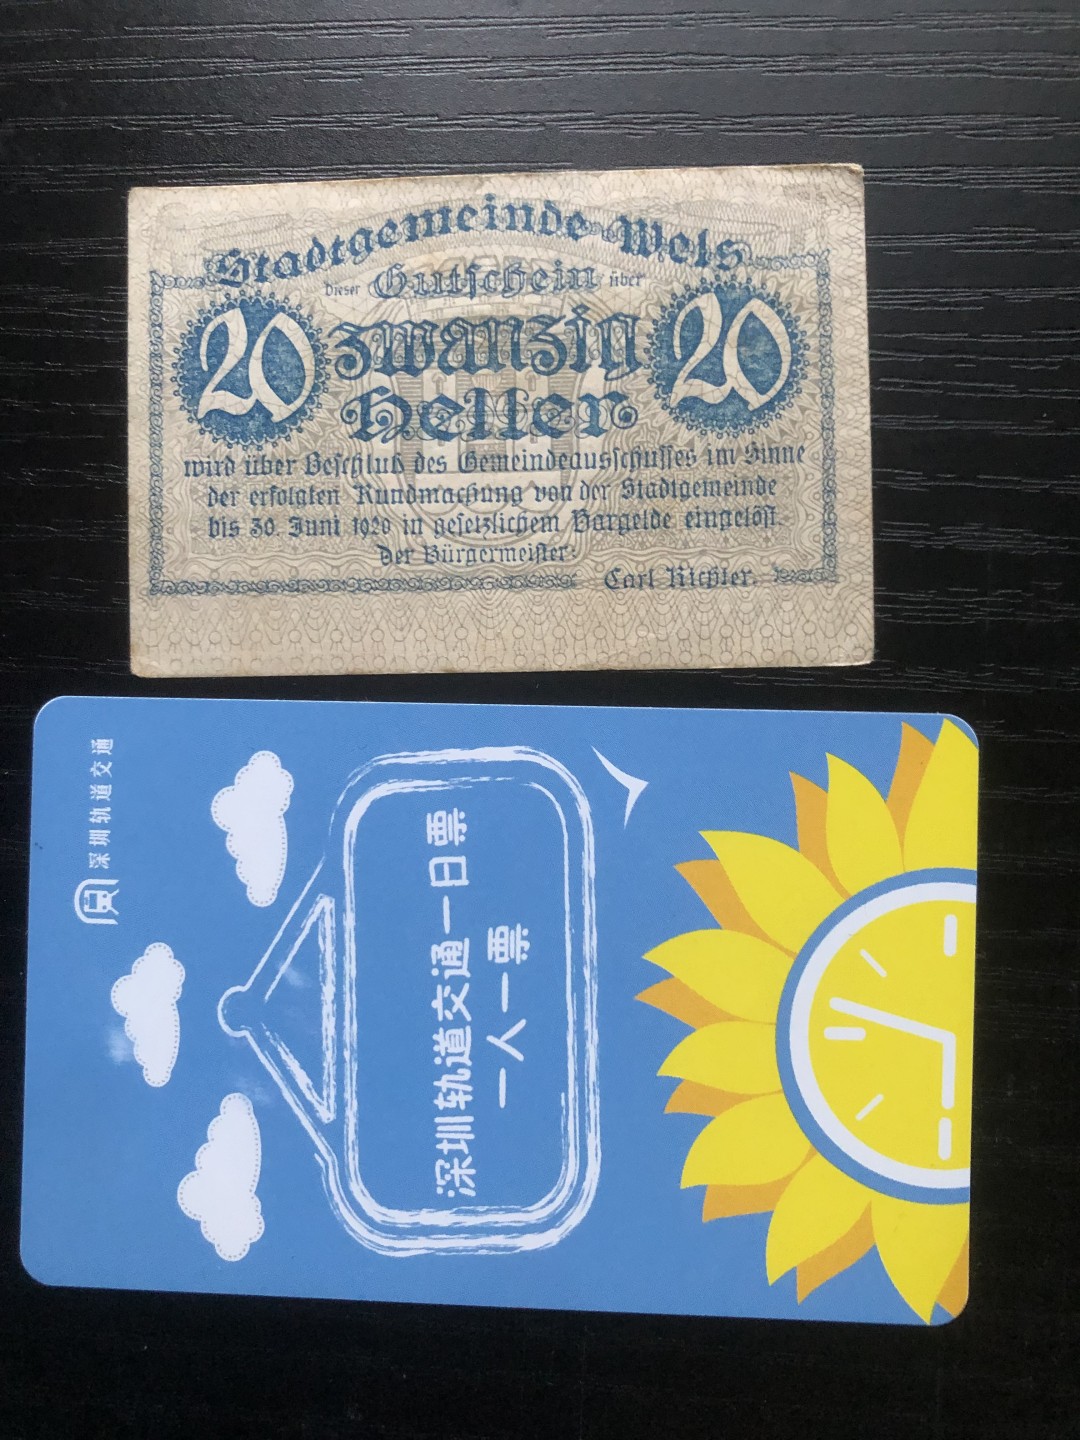 Stadtgemeinde Wels
Dieser Gutschein über
20 zwanzig 20
Heller
wird über Beschluß des Gemeindeausschusses im Sinne
der erfolgten Kundmachung von der Stadtgemeinde
bis 30. Juni 1920 in gesetzlichem Bargelde eingelöst.
Der Bürgermeister:
Carl Richter.
深圳轨道交通
深圳轨道交通一日票
一人一票